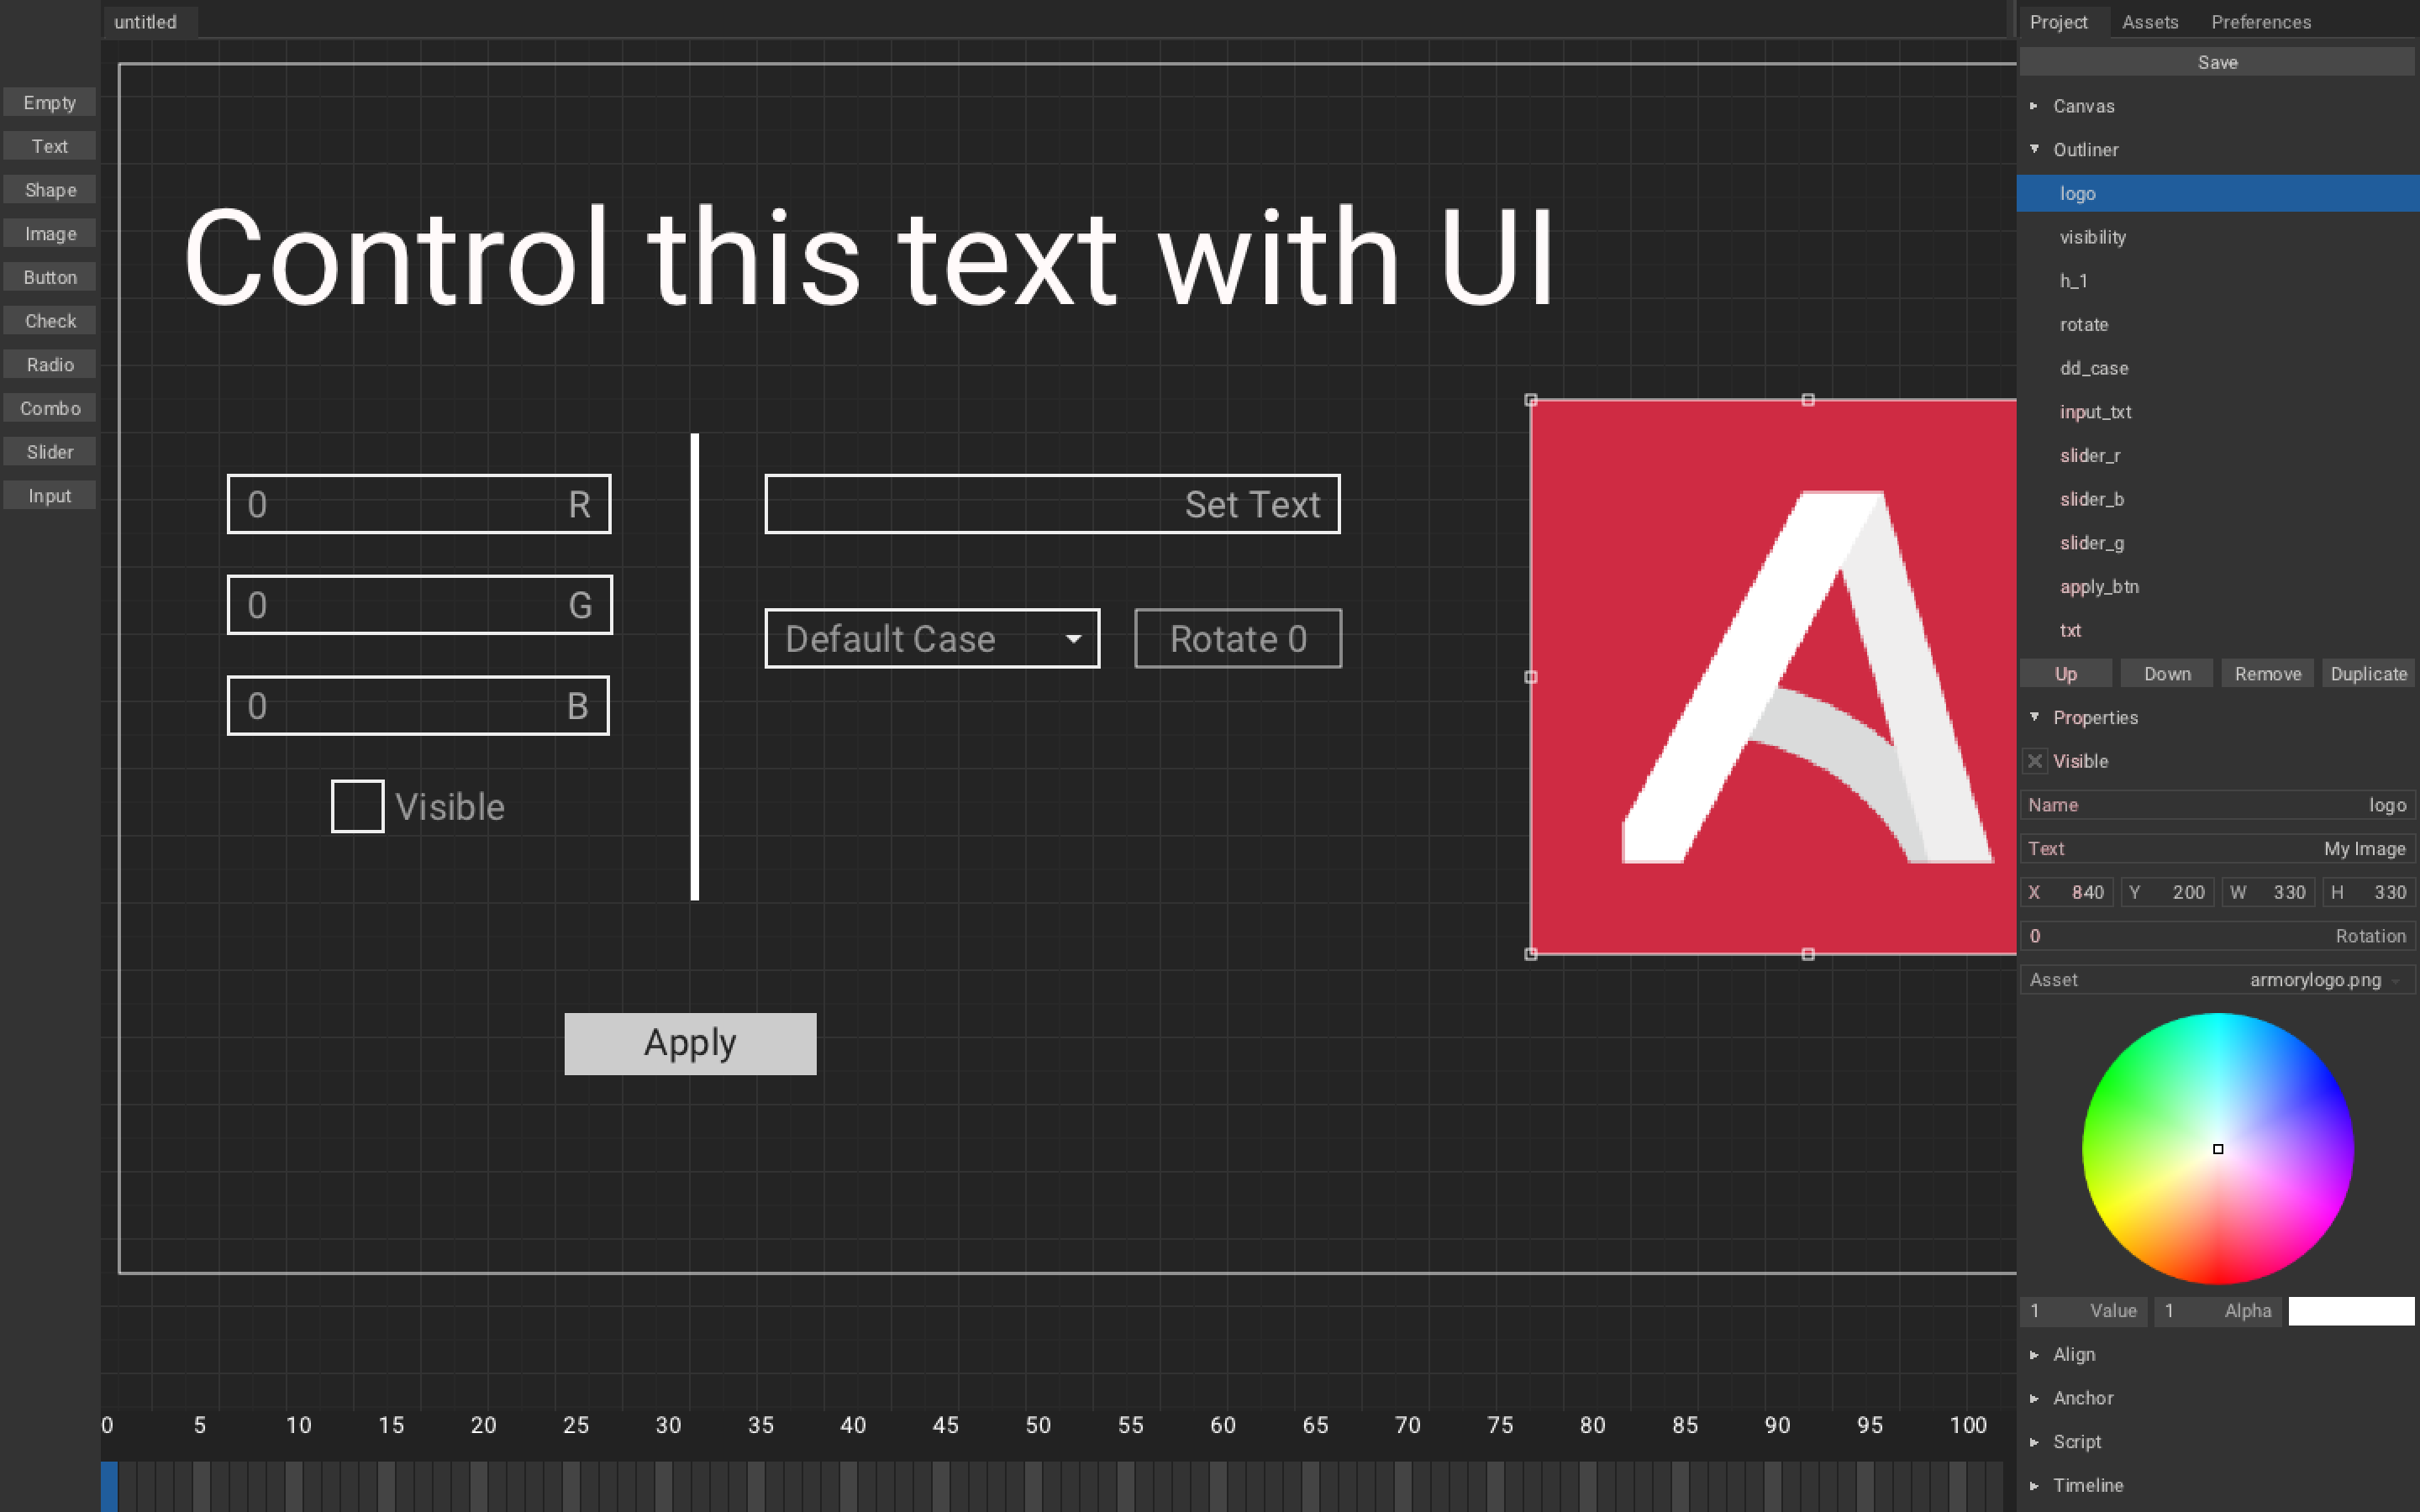 untitled
Project Assets Preferences
Save
Empty
Text
Shape
Image
Button
Check
Radio
Combo
Slider
Input
Control this text with UI
0 R
0 G
0 B
Visible
Set Text
Default Case
Rotate 0
Apply
0 5 10 15 20 25 30 35 40 45 50 55 60 65 70 75 80 85 90 95 100
Canvas
Outliner
logo
visibility
h_1
rotate
dd_case
input_txt
slider_r
slider_b
slider_g
apply_btn
txt
Up Down Remove Duplicate
Properties
Visible
Name logo
Text My Image
X 840 Y 200 W 330 H 330
0 Rotation
Asset armorylogo.png
1 Value 1 Alpha
Align
Anchor
Script
Timeline